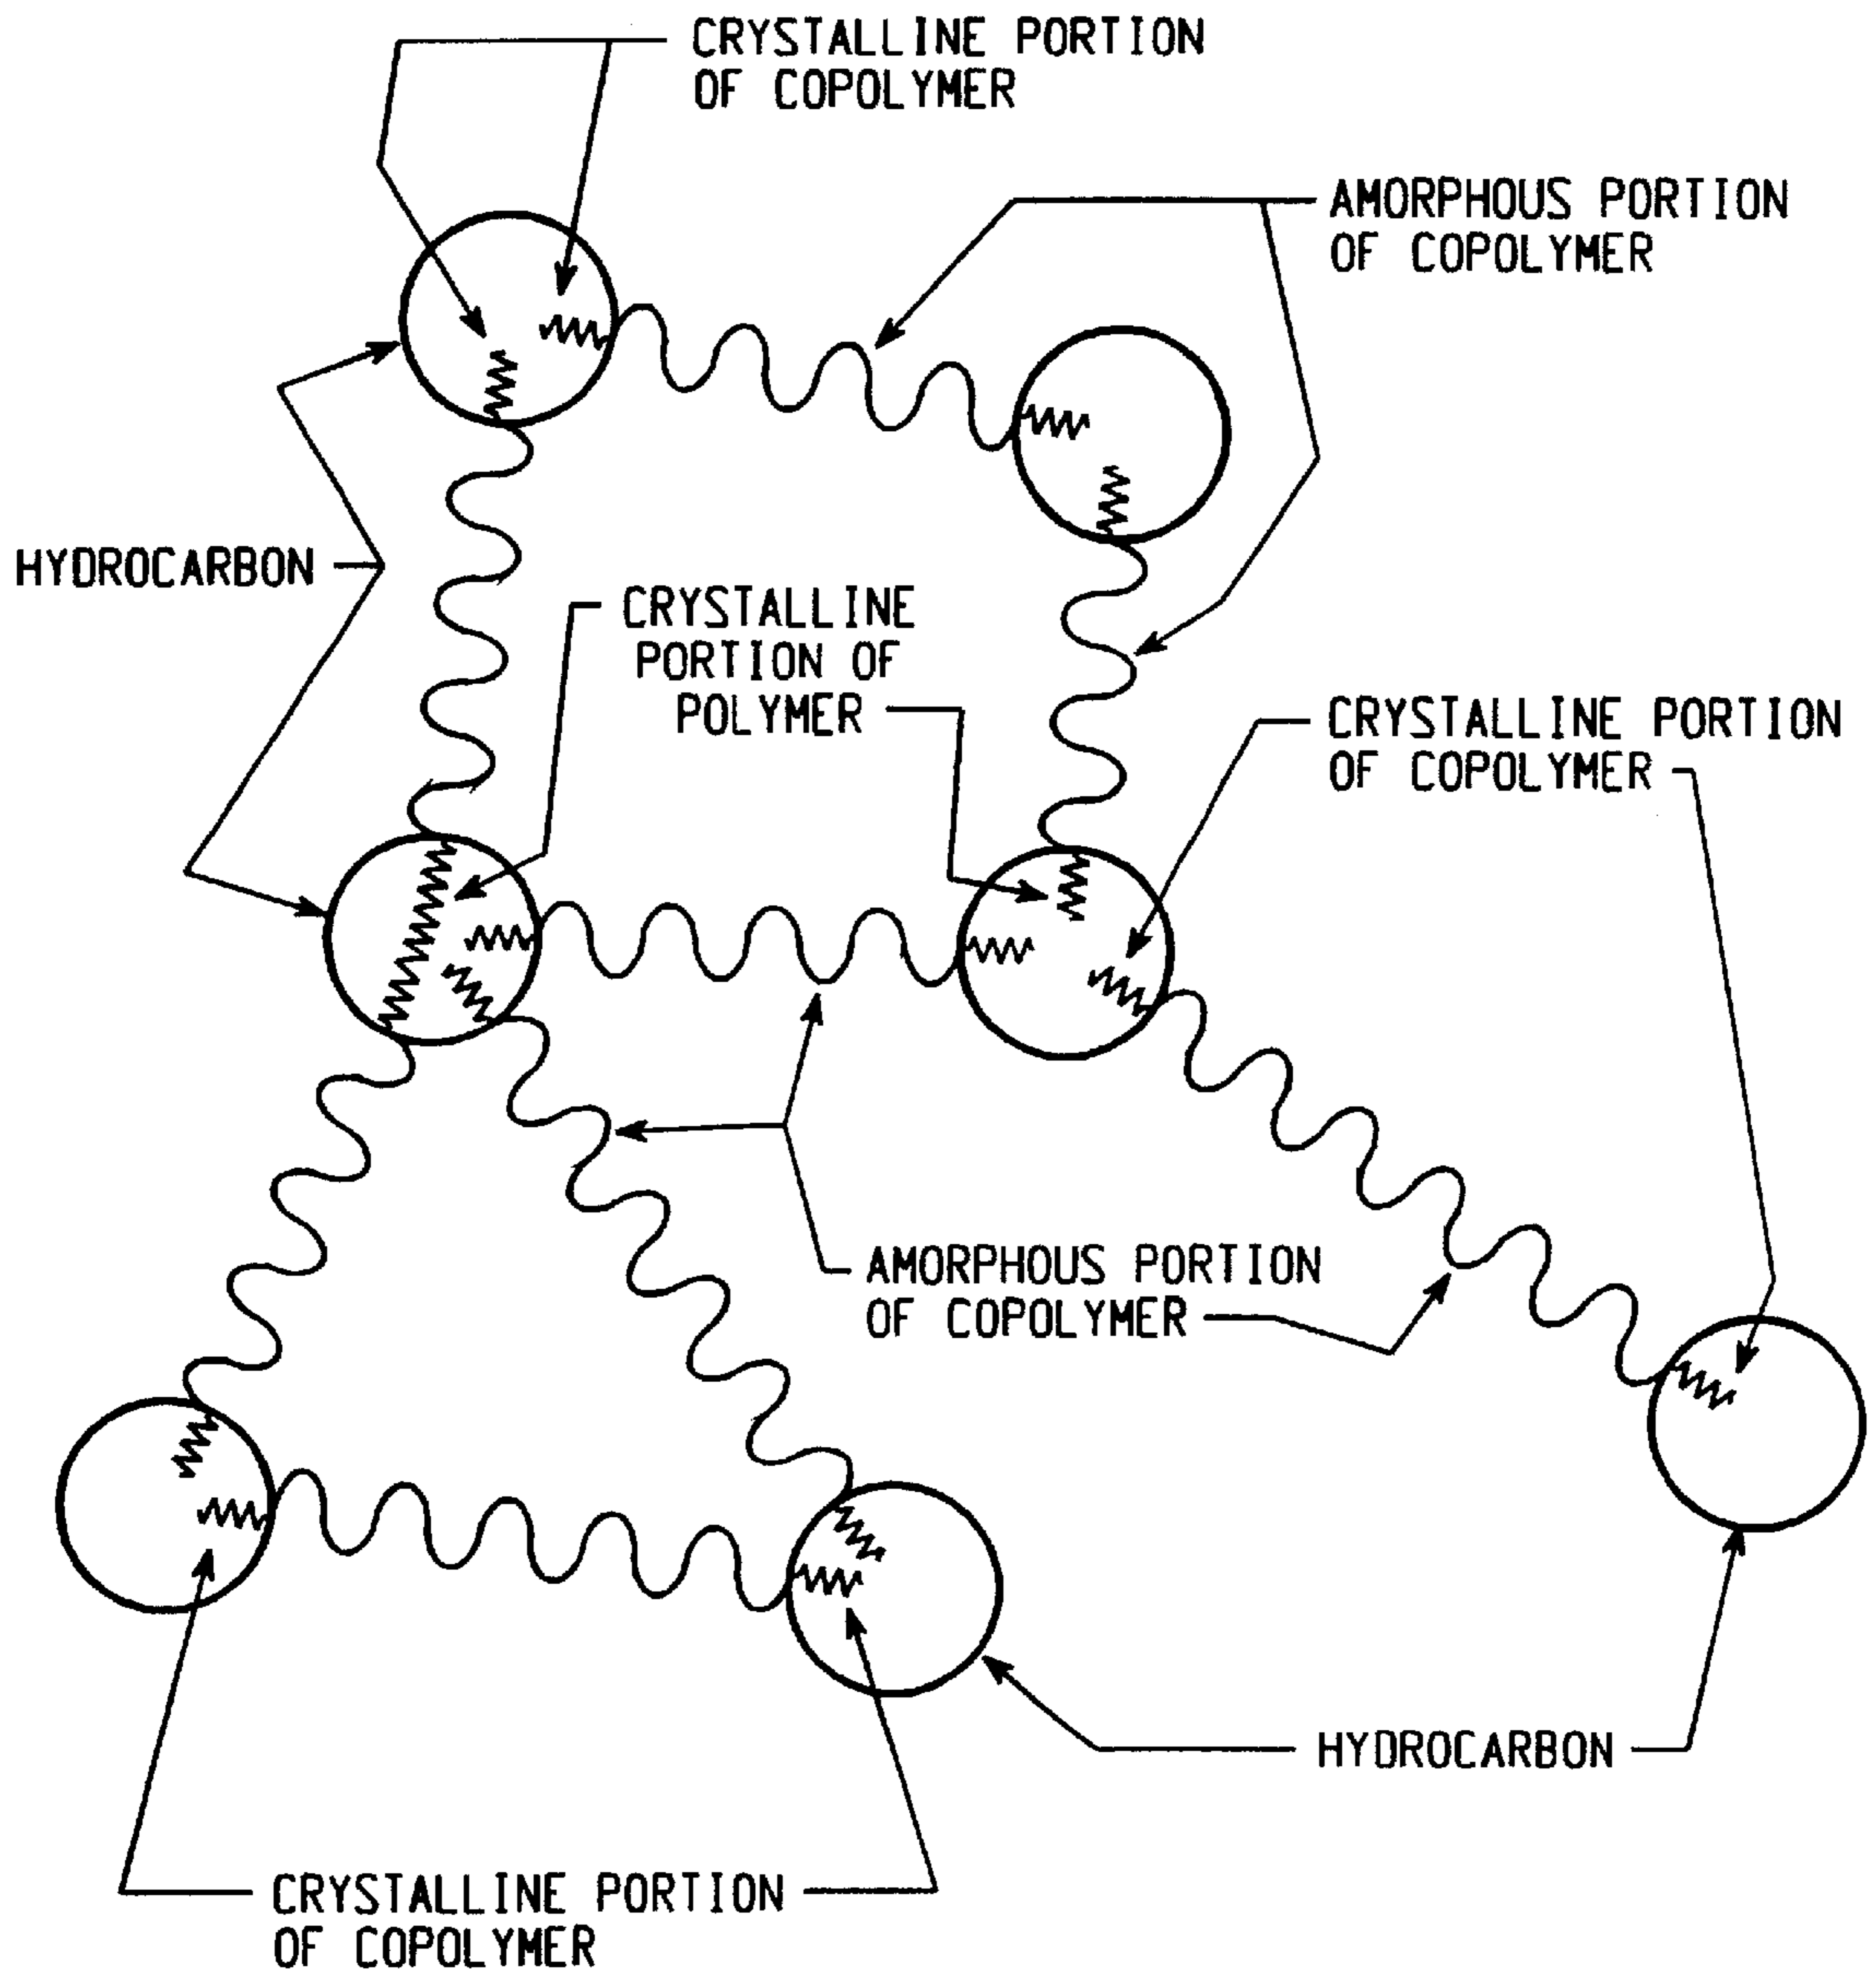 CRYSTALLINE PORTION
OF COPOLYMER
AMORPHOUS PORTION
OF COPOLYMER
HYDROCARBON
CRYSTALLINE
PORTION OF
POLYMER
CRYSTALLINE PORTION
OF COPOLYMER
AMORPHOUS PORTION
OF COPOLYMER
HYDROCARBON
CRYSTALLINE PORTION
OF COPOLYMER